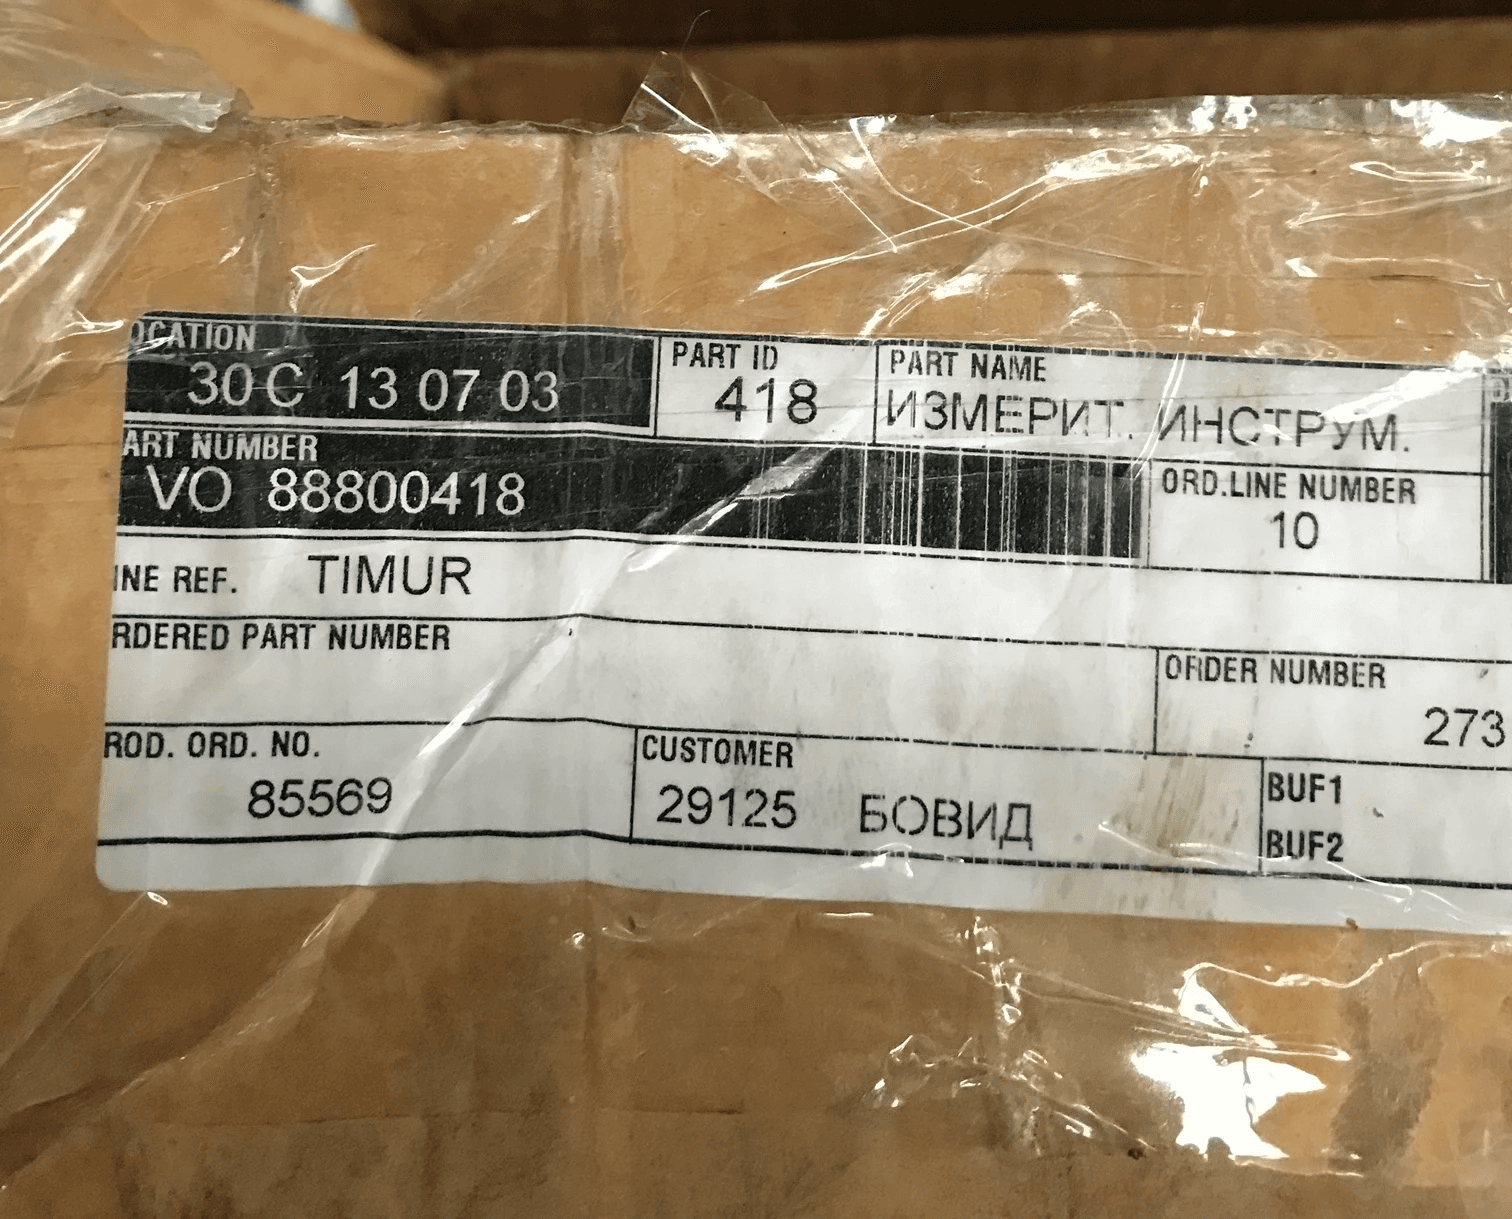 OCATION
30 C 13 07 03
PART ID
418
PART NAME
ИЗМЕРИТ. ИНСТРУМ.
ART NUMBER
VO 88800418
ORD.LINE NUMBER
10
INE REF. TIMUR
RDERED PART NUMBER
ORDER NUMBER
273
ROD. ORD. NO.
85569
CUSTOMER
29125 БОВИД
BUF1
BUF2